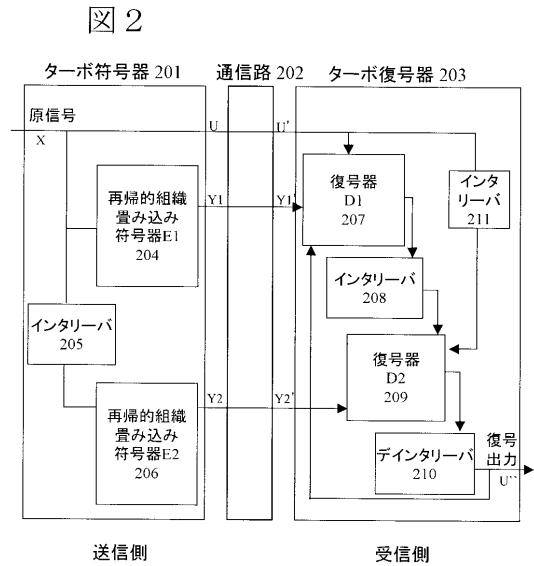 図２
ターボ符号器 201
通信路 202
ターボ復号器 203
原信号
X
U
U'
再帰的組織
畳み込み
符号器E1
204
Y1
Y1'
復号器
D1
207
インタ
リーバ
211
インタリーバ
208
インタリーバ
205
復号器
D2
209
再帰的組織
畳み込み
符号器E2
206
Y2
Y2'
デインタリーバ
210
復号
出力
U``
送信側
受信側